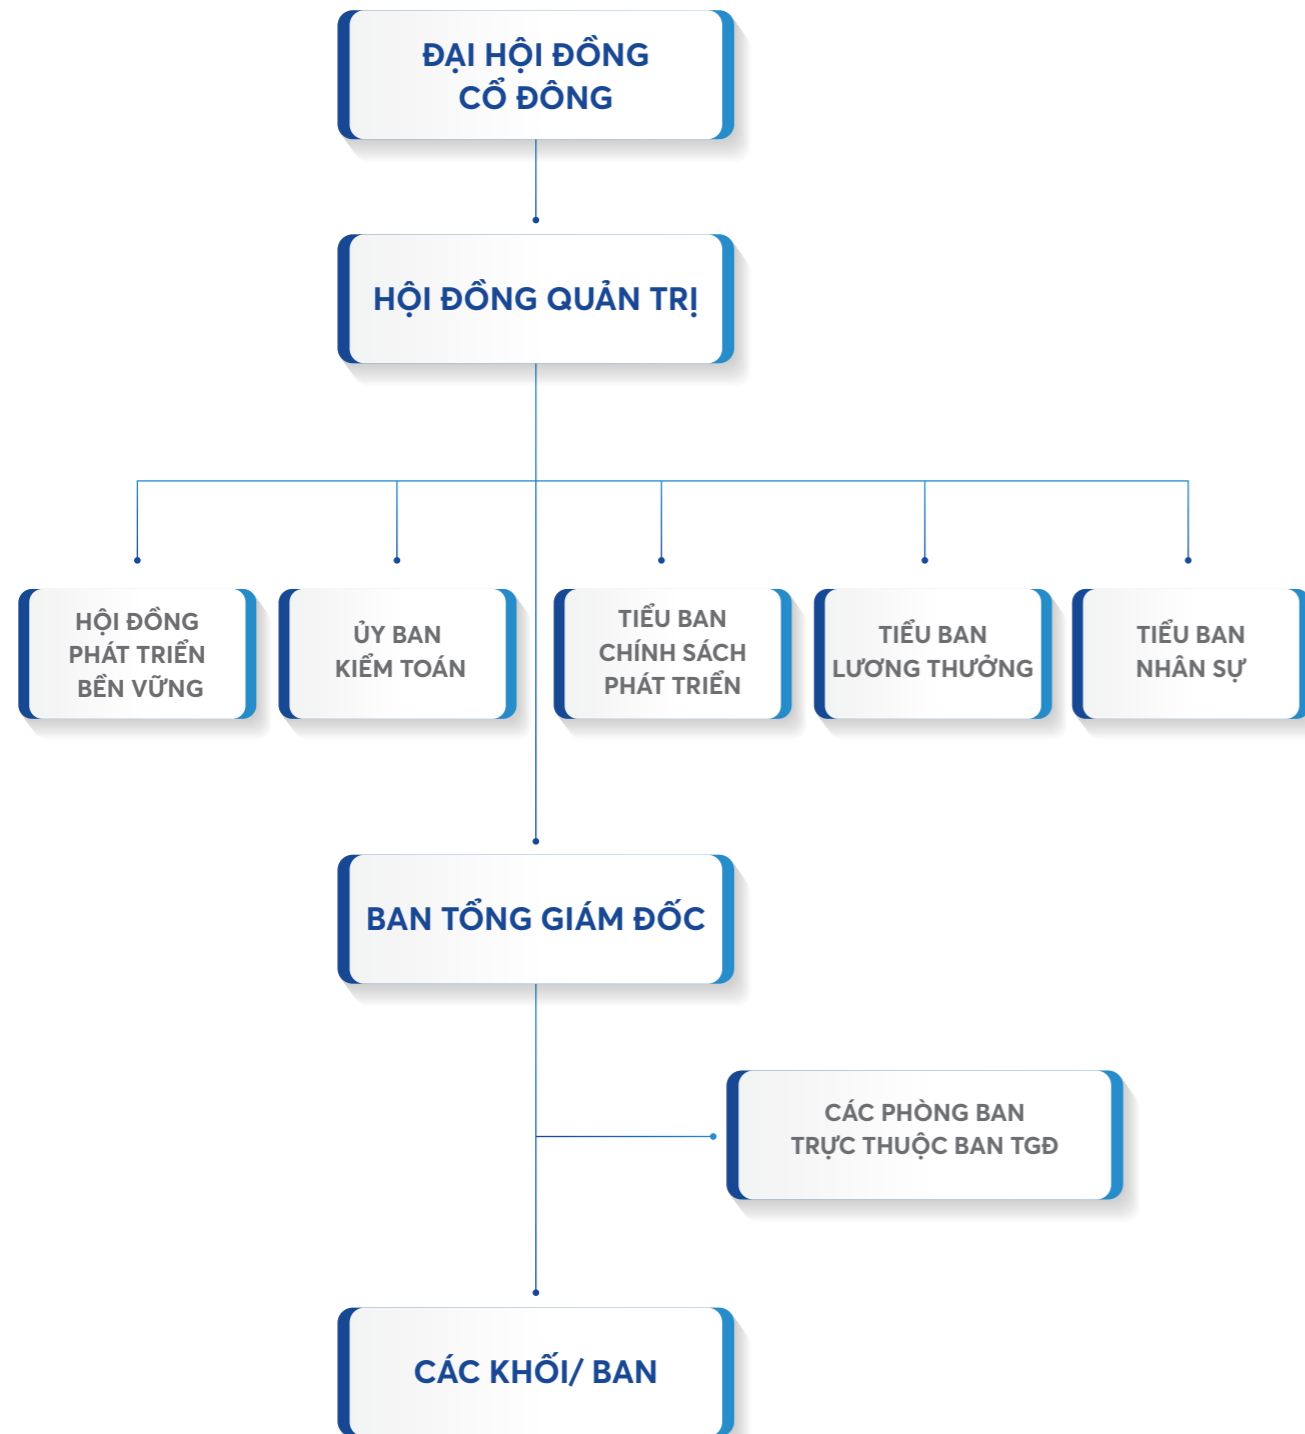 ĐẠI HỘI ĐỒNG
CỔ ĐÔNG
HỘI ĐỒNG QUẢN TRỊ
HỘI ĐỒNG
PHÁT TRIỂN
BỀN VỮNG
ỦY BAN
KIỂM TOÁN
TIỂU BAN
CHÍNH SÁCH
PHÁT TRIỂN
TIỂU BAN
LƯƠNG THƯỞNG
TIỂU BAN
NHÂN SỰ
BAN TỔNG GIÁM ĐỐC
CÁC PHÒNG BAN
TRỰC THUỘC BAN TGĐ
CÁC KHỐI/ BAN